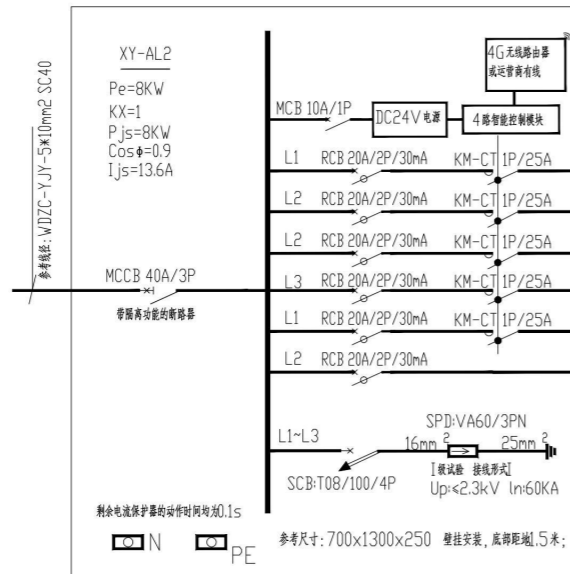 XY-AL2
Pe=8KW
KX=1
Pjs=8KW
Cosϕ=0.9
Ijs=13.6A
参考线径：WDZC-YJY-5*10mm2 SC40
MCCB 40A/3P
带隔离功能的断路器
4G无线路由器
或运营商有线
MCB 10A/1P
DC24V电源
4路智能控制模块
L1 RCB 20A/2P/30mA KM-CT 1P/25A
L2 RCB 20A/2P/30mA KM-CT 1P/25A
L2 RCB 20A/2P/30mA KM-CT 1P/25A
L3 RCB 20A/2P/30mA KM-CT 1P/25A
L1 RCB 20A/2P/30mA KM-CT 1P/25A
L2 RCB 20A/2P/30mA
SPD:VA60/3PN
L1~L3
16mm² 25mm²
SCB:T08/100/4P
I级试验 接线形式I
Up:≤2.3kV In:60KA
剩余电流保护器的动作时间均为0.1s
N
PE
参考尺寸：700x1300x250 壁挂安装，底部距地1.5米；